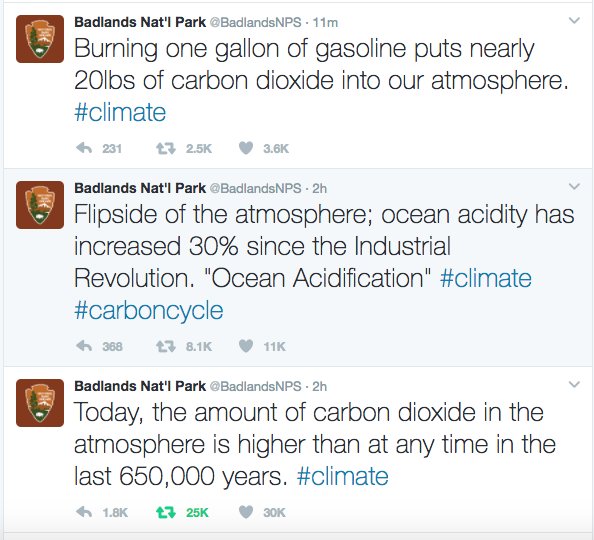 Badlands Nat'l Park @BadlandsNPS · 11m
Burning one gallon of gasoline puts nearly
20lbs of carbon dioxide into our atmosphere.
#climate
231 2.5K 3.6K
Badlands Nat'l Park @BadlandsNPS · 2h
Flipside of the atmosphere; ocean acidity has
increased 30% since the Industrial
Revolution. "Ocean Acidification" #climate
#carboncycle
368 8.1K 11K
Badlands Nat'l Park @BadlandsNPS · 2h
Today, the amount of carbon dioxide in the
atmosphere is higher than at any time in the
last 650,000 years. #climate
1.8K 25K 30K